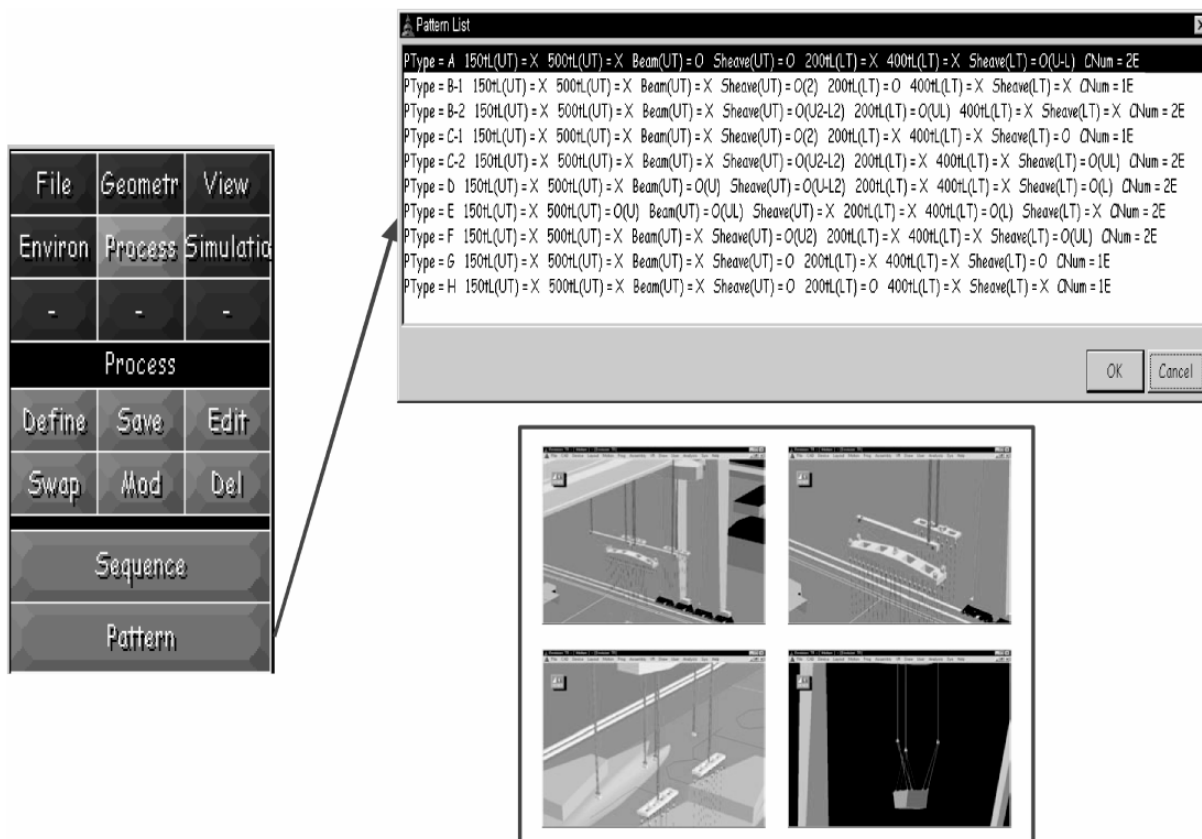 Pattern List
PType = A 150tL(UT) = X 500tL(UT) = X Beam(UT) = O Sheave(UT) = O 200tL(LT) = X 400tL(LT) = X Sheave(LT) = O(U-L) CNum = 2E
PType = B-1 150tL(UT) = X 500tL(UT) = X Beam(UT) = X Sheave(UT) = O(2) 200tL(LT) = O 400tL(LT) = X Sheave(LT) = X CNum = 1E
PType = B-2 150tL(UT) = X 500tL(UT) = X Beam(UT) = X Sheave(UT) = O(U2-L2) 200tL(LT) = O(UL) 400tL(LT) = X Sheave(LT) = X CNum = 2E
PType = C-1 150tL(UT) = X 500tL(UT) = X Beam(UT) = X Sheave(UT) = O(2) 200tL(LT) = X 400tL(LT) = X Sheave(LT) = O CNum = 1E
PType = C-2 150tL(UT) = X 500tL(UT) = X Beam(UT) = X Sheave(UT) = O(U2-L2) 200tL(LT) = X 400tL(LT) = X Sheave(LT) = O(UL) CNum = 2E
PType = D 150tL(UT) = X 500tL(UT) = X Beam(UT) = O(U) Sheave(UT) = O(U-L2) 200tL(LT) = X 400tL(LT) = X Sheave(LT) = O(L) CNum = 2E
PType = E 150tL(UT) = X 500tL(UT) = O(U) Beam(UT) = O(UL) Sheave(UT) = X 200tL(LT) = X 400tL(LT) = O(L) Sheave(LT) = X CNum = 2E
PType = F 150tL(UT) = X 500tL(UT) = X Beam(UT) = X Sheave(UT) = O(U2) 200tL(LT) = X 400tL(LT) = X Sheave(LT) = O(UL) CNum = 2E
PType = G 150tL(UT) = X 500tL(UT) = X Beam(UT) = X Sheave(UT) = O 200tL(LT) = X 400tL(LT) = X Sheave(LT) = O CNum = 1E
PType = H 150tL(UT) = X 500tL(UT) = X Beam(UT) = X Sheave(UT) = O 200tL(LT) = O 400tL(LT) = X Sheave(LT) = X CNum = 1E
OK Cancel
File Geometr View
Environ Process Simulatio
- - -
Process
Define Save Edit
Swap Mod Del
Sequence
Pattern